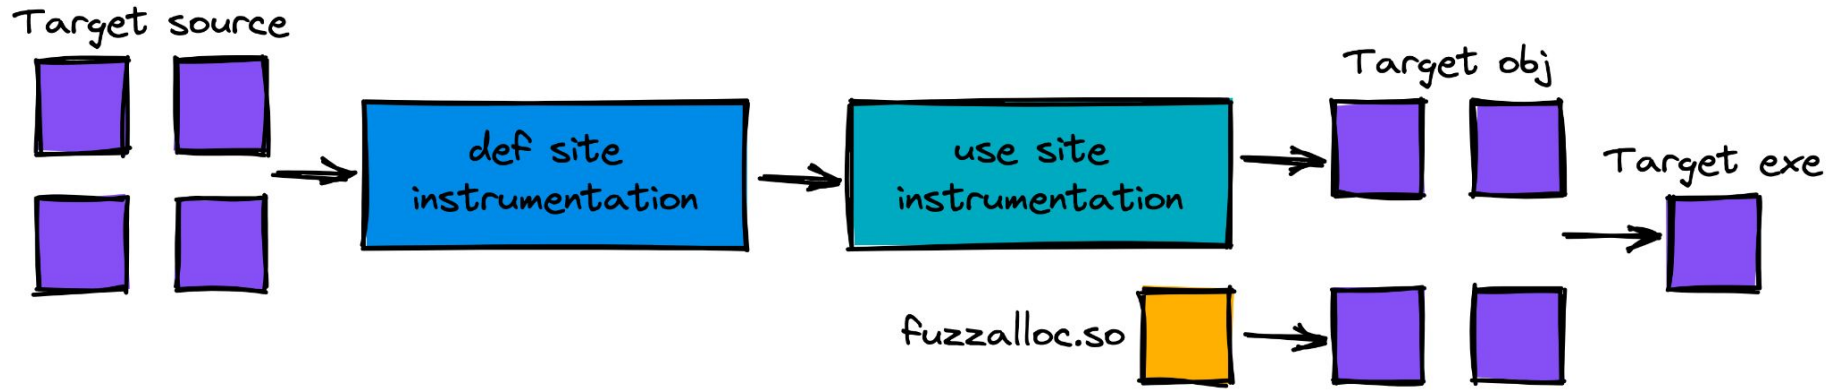 Target source
def site
instrumentation
use site
instrumentation
Target obj
Target exe
fuzzalloc.so